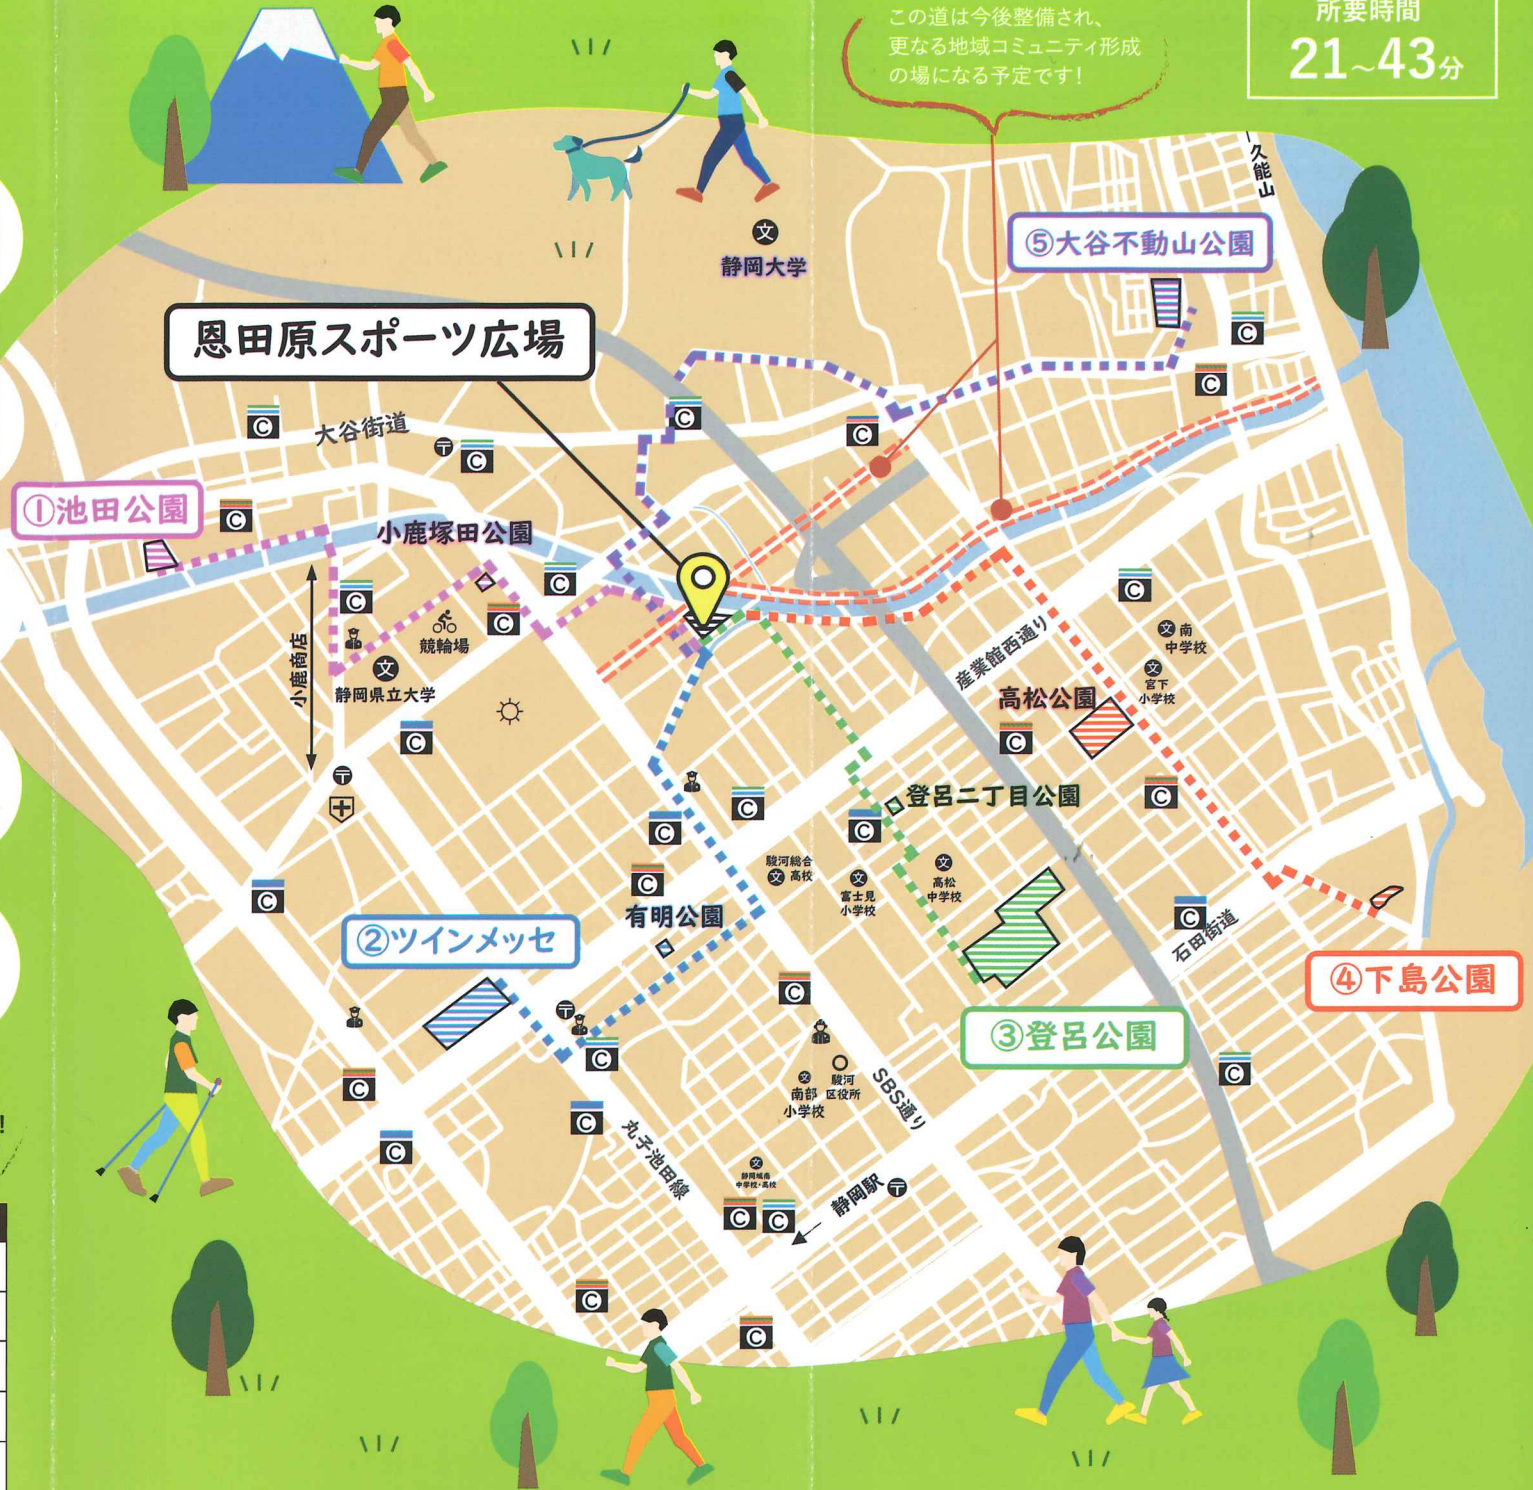 この道は今後整備され、
更なる地域コミュニティ形成
の場になる予定です!
所要時間
21～43分
久能山
⑤大谷不動山公園
文
静岡大学
恩田原スポーツ広場
大谷街道
〒
C
①池田公園
小鹿塚田公園
競輪場
小鹿商店
文
静岡県立大学
産業館西通り
文南
中学校
文
宮下
小学校
高松公園
登呂二丁目公園
駿河総合
文高校
文
富士見
小学校
文
高松
中学校
有明公園
②ツインメッセ
石田街道
④下島公園
③登呂公園
駿河
区役所
文
南部
小学校
SBS通り
丸子池田線
文
静岡城南
中学校・高校
静岡駅〒
!